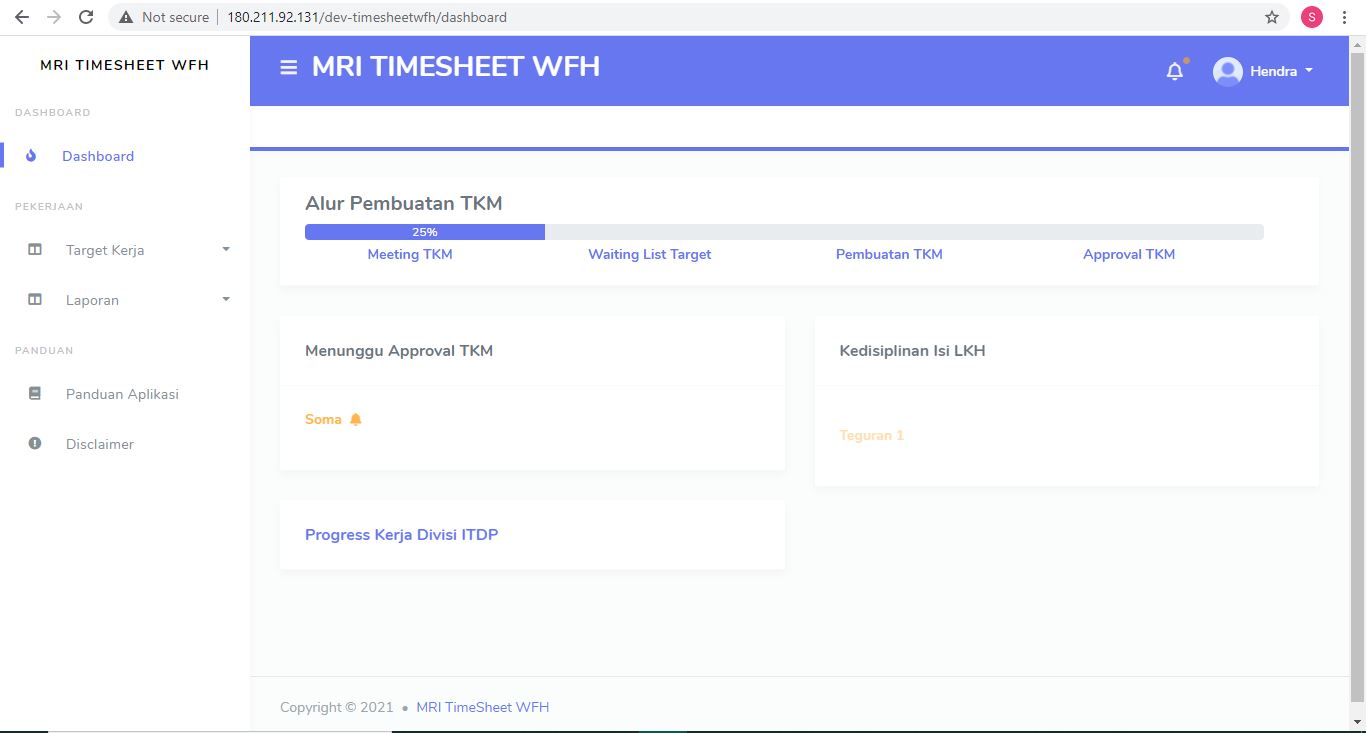 Not secure
180.211.92.131/dev-timesheetwfh/dashboard
S
MRI TIMESHEET WFH
DASHBOARD
Dashboard
PEKERJAAN
Target Kerja
Laporan
PANDUAN
Panduan Aplikasi
Disclaimer
MRI TIMESHEET WFH
Hendra
Alur Pembuatan TKM
25%
Meeting TKM Waiting List Target Pembuatan TKM Approval TKM
Menunggu Approval TKM
Soma
Kedisiplinan Isi LKH
Teguran 1
Progress Kerja Divisi ITDP
Copyright © 2021 • MRI TimeSheet WFH